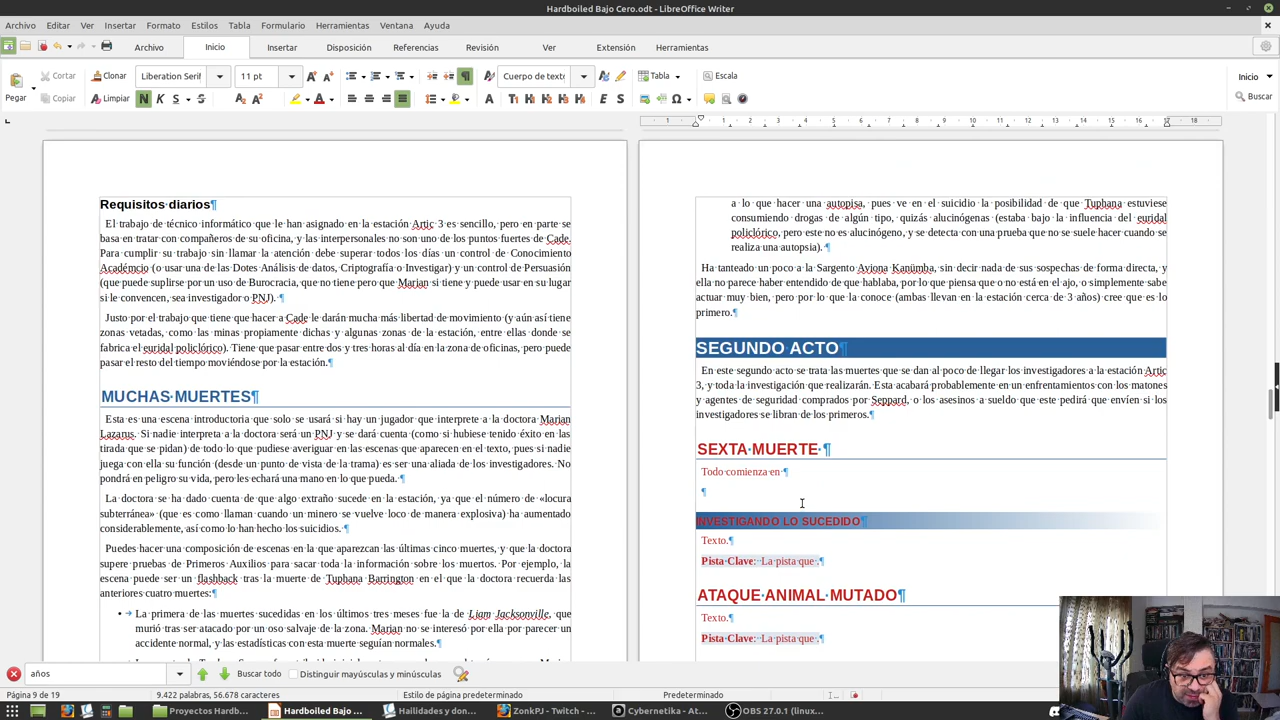 Hardboiled Bajo Cero.odt - LibreOffice Writer
Archivo Editar Ver Insertar Formato Estilos Tabla Formulario Herramientas Ventana Ayuda
Archivo Inicio Insertar Disposición Referencias Revisión Ver Extensión Herramientas
Pegar Cortar Clonar Liberation Serif 11 pt Cuerpo de texto Tabla Escala Inicio
Copiar Limpiar Buscar
Requisitos diarios¶
El trabajo de técnico informático que le han asignado en la estación Artic 3 es sencillo, pero en parte se
basa en tratar con compañeros de su oficina, y las interpersonales no son uno de los puntos fuertes de Cade.
Para cumplir su trabajo sin llamar la atención debe superar todos los días un control de Conocimiento
Académcio (o usar una de las Dotes Análisis de datos, Criptografía o Investigar) y un control de Persuasión
(que puede suplirse por un uso de Burocracia, que no tiene pero que Marian si tiene y puede usar en su lugar
si le convencen, sea investigador o PNJ). ¶
Justo por el trabajo que tiene que hacer a Cade le darán mucha más libertad de movimiento (y aún así tiene
zonas vetadas, como las minas propiamente dichas y algunas zonas de la estación, entre ellas donde se
fabrica el euridal policlórico). Tiene que pasar entre dos y tres horas al día en la zona de oficinas, pero puede
pasar el resto del tiempo moviéndose por la estación.¶
MUCHAS MUERTES¶
Esta es una escena introductoria que solo se usará si hay un jugador que interprete a la doctora Marian
Lazarus. Si nadie interpreta a la doctora será un PNJ y se dará cuenta (como si hubiese tenido éxito en las
tirada que se pidan) de todo lo que pudiese averiguar en las escenas que aparecen en el texto, pues si nadie
juega con ella su función (desde un punto de vista de la trama) es ser una aliada de los investigadores. No
pondrá en peligro su vida, pero les echará una mano en lo que pueda. ¶
La doctora se ha dado cuenta de que algo extraño sucede en la estación, ya que el número de «locura
subterránea» (que es como llaman cuando un minero se vuelve loco de manera explosiva) ha aumentado
considerablemente, así como lo han hecho los suicidios. ¶
Puedes hacer una composición de escenas en la que aparezcan las últimas cinco muertes, y que la doctora
supere pruebas de Primeros Auxilios para sacar toda la información sobre los muertos. Por ejemplo, la
escena puede ser un flashback tras la muerte de Tuphana Barrington en el que la doctora recuerda las
anteriores cuatro muertes:¶
• La primera de las muertes sucedidas en los últimos tres meses fue la de Liam Jacksonville, que
murió tras ser atacado por un oso salvaje de la zona. Marian no se interesó por ella por parecer un
accidente normal, y las estadísticas con esta muerte seguían normales.¶
a lo que hacer una autopisa, pues ve en el suicidio la posibilidad de que Tuphana estuviese
consumiendo drogas de algún tipo, quizás alucinógenas (estaba bajo la influencia del euridal
policlórico, pero este no es alucinógeno, y se detecta con una prueba que no se suele hacer cuando se
realiza una autopsia). ¶
Ha tanteado un poco a la Sargento Aviona Kanümba, sin decir nada de sus sospechas de forma directa, y
ella no parece haber entendido de que hablaba, por lo que piensa que o no está en el ajo, o simplemente sabe
actuar muy bien, pero por lo que la conoce (ambas llevan en la estación cerca de 3 años) cree que es lo
primero.¶
SEGUNDO ACTO¶
En este segundo acto se trata las muertes que se dan al poco de llegar los investigadores a la estación Artic
3, y toda la investigación que realizarán. Esta acabará probablemente en un enfrentamientos con los matones
y agentes de seguridad comprados por Seppard, o los asesinos a sueldo que este pedirá que envíen si los
investigadores se libran de los primeros.¶
SEXTA MUERTE ¶
Todo comienza en ¶
¶
INVESTIGANDO LO SUCEDIDO¶
Texto.¶
Pista Clave: La pista que .¶
ATAQUE ANIMAL MUTADO¶
Texto.¶
Pista Clave: La pista que .¶
años Buscar todo Distinguir mayúsculas y minúsculas
Página 9 de 19 9.422 palabras, 56.678 caracteres Estilo de página predeterminado Predeterminado
Proyectos Hardb... Hardboiled Bajo ... Hailidades y don... ZonkPJ - Twitch - ... Cybernetika - At... OBS 27.0.1 (linux...